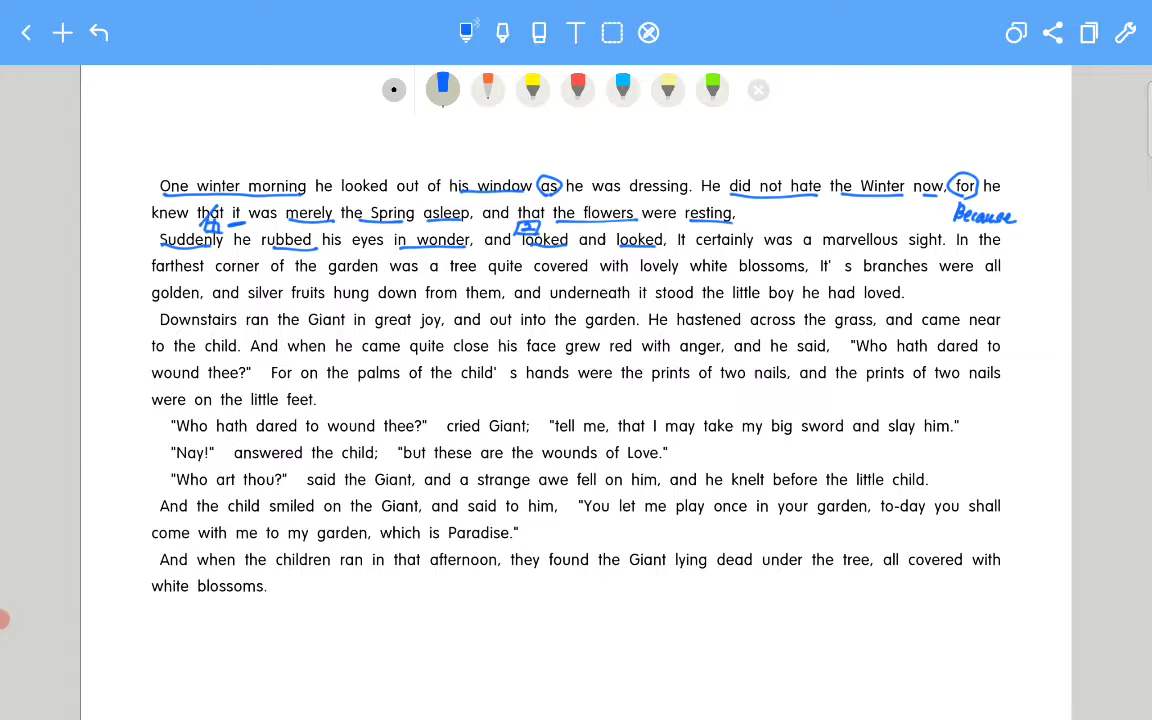 One winter morning he looked out of his window as he was dressing. He did not hate the Winter now, for he
knew that it was merely the Spring asleep, and that the flowers were resting,
Because
Suddenly he rubbed his eyes in wonder, and looked and looked, It certainly was a marvellous sight. In the
farthest corner of the garden was a tree quite covered with lovely white blossoms, It' s branches were all
golden, and silver fruits hung down from them, and underneath it stood the little boy he had loved.
Downstairs ran the Giant in great joy, and out into the garden. He hastened across the grass, and came near
to the child. And when he came quite close his face grew red with anger, and he said, "Who hath dared to
wound thee?" For on the palms of the child' s hands were the prints of two nails, and the prints of two nails
were on the little feet.
"Who hath dared to wound thee?" cried Giant; "tell me, that I may take my big sword and slay him."
"Nay!" answered the child; "but these are the wounds of Love."
"Who art thou?" said the Giant, and a strange awe fell on him, and he knelt before the little child.
And the child smiled on the Giant, and said to him, "You let me play once in your garden, to-day you shall
come with me to my garden, which is Paradise."
And when the children ran in that afternoon, they found the Giant lying dead under the tree, all covered with
white blossoms.